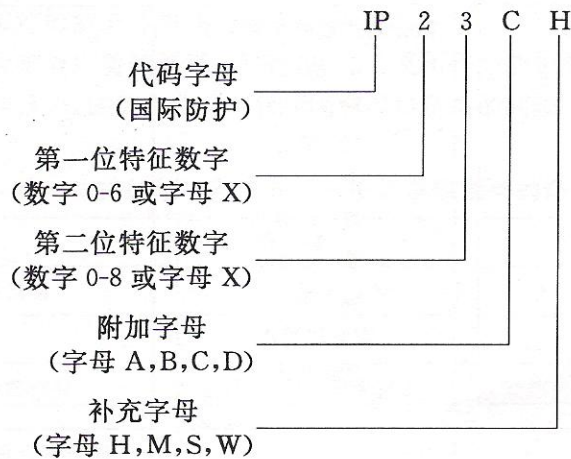 IP 2 3 C H
代码字母
(国际防护)
第一位特征数字
(数字 0-6 或字母 X)
第二位特征数字
(数字 0-8 或字母 X)
附加字母
(字母 A,B,C,D)
补充字母
(字母 H,M,S,W)